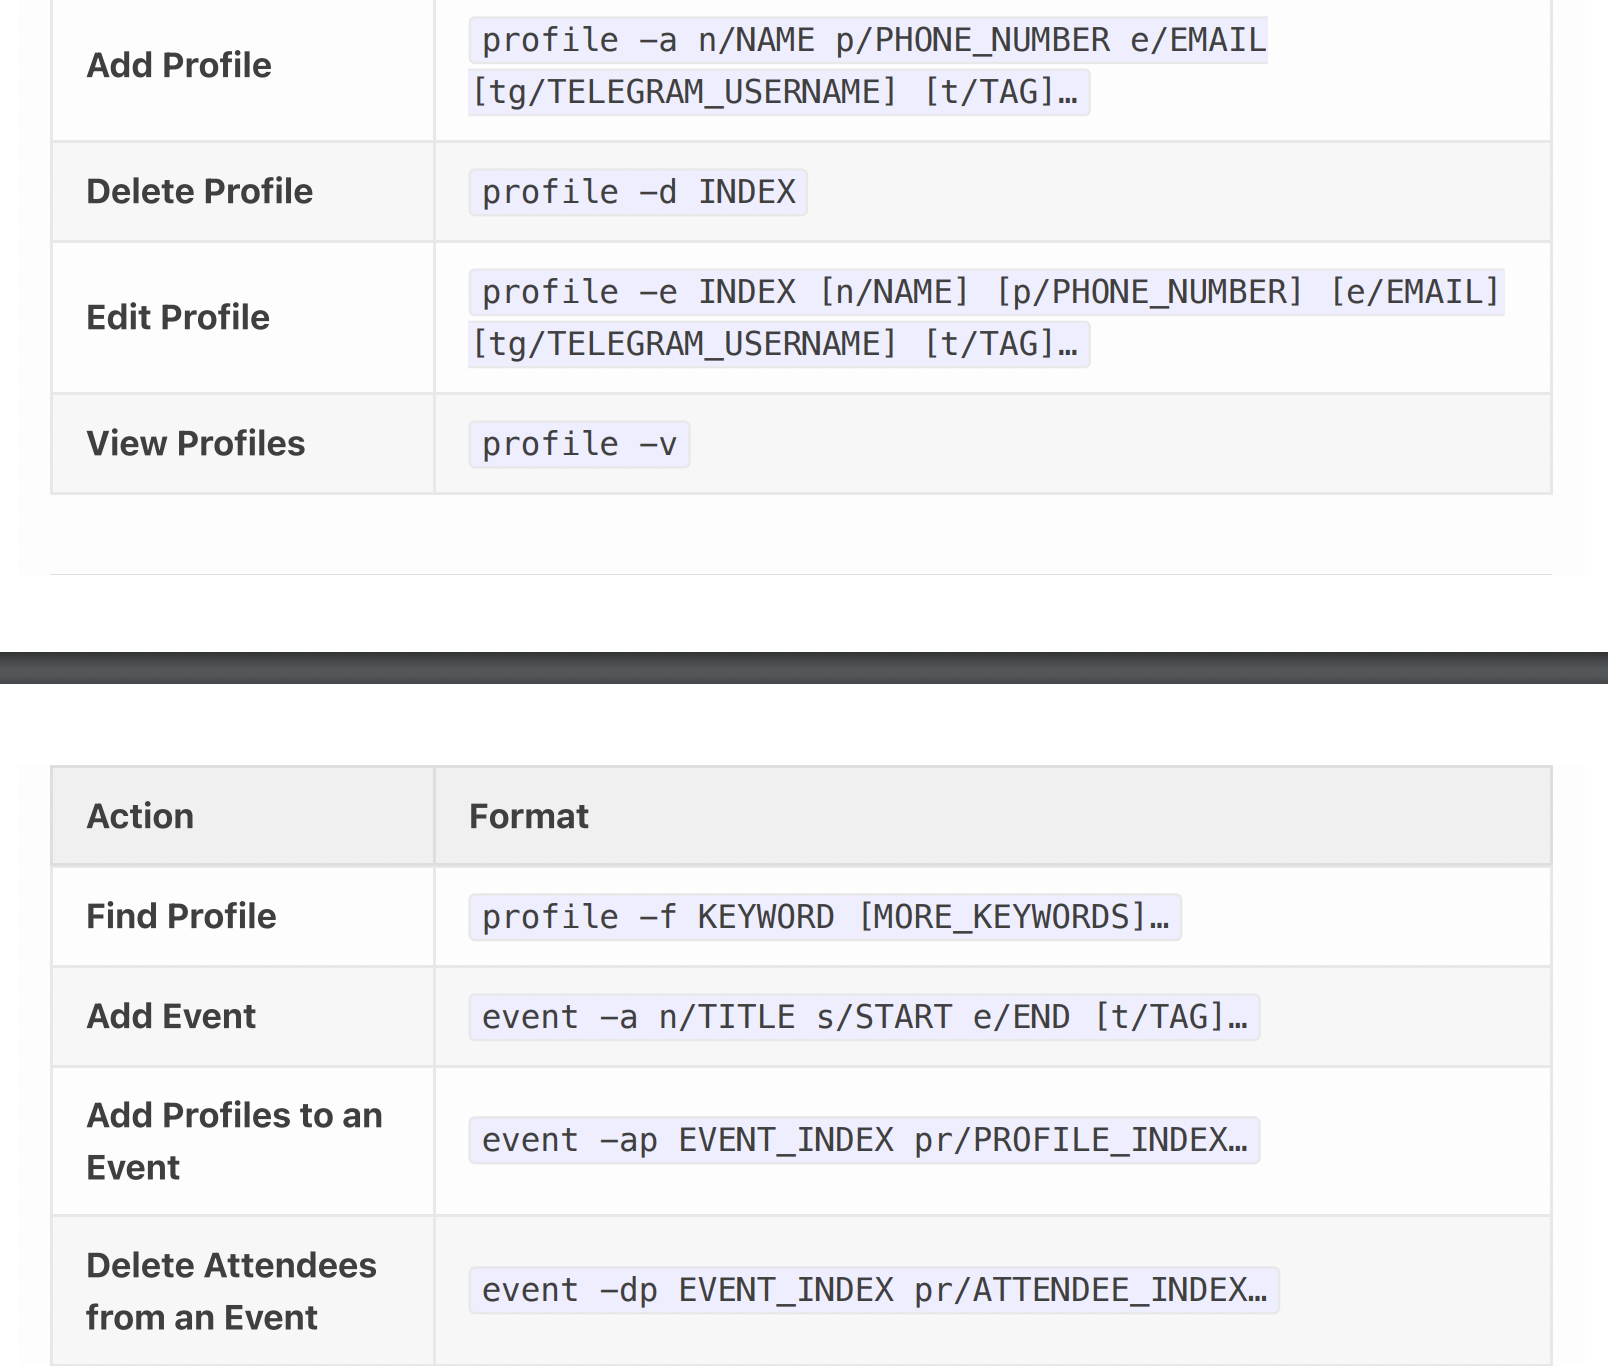 Add Profile
profile -a n/NAME p/PHONE_NUMBER e/EMAIL
[tg/TELEGRAM_USERNAME] [t/TAG]…
Delete Profile
profile -d INDEX
Edit Profile
profile -e INDEX [n/NAME] [p/PHONE_NUMBER] [e/EMAIL]
[tg/TELEGRAM_USERNAME] [t/TAG]…
View Profiles
profile -v
Action
Format
Find Profile
profile -f KEYWORD [MORE_KEYWORDS]…
Add Event
event -a n/TITLE s/START e/END [t/TAG]…
Add Profiles to an
Event
event -ap EVENT_INDEX pr/PROFILE_INDEX…
Delete Attendees
from an Event
event -dp EVENT_INDEX pr/ATTENDEE_INDEX…